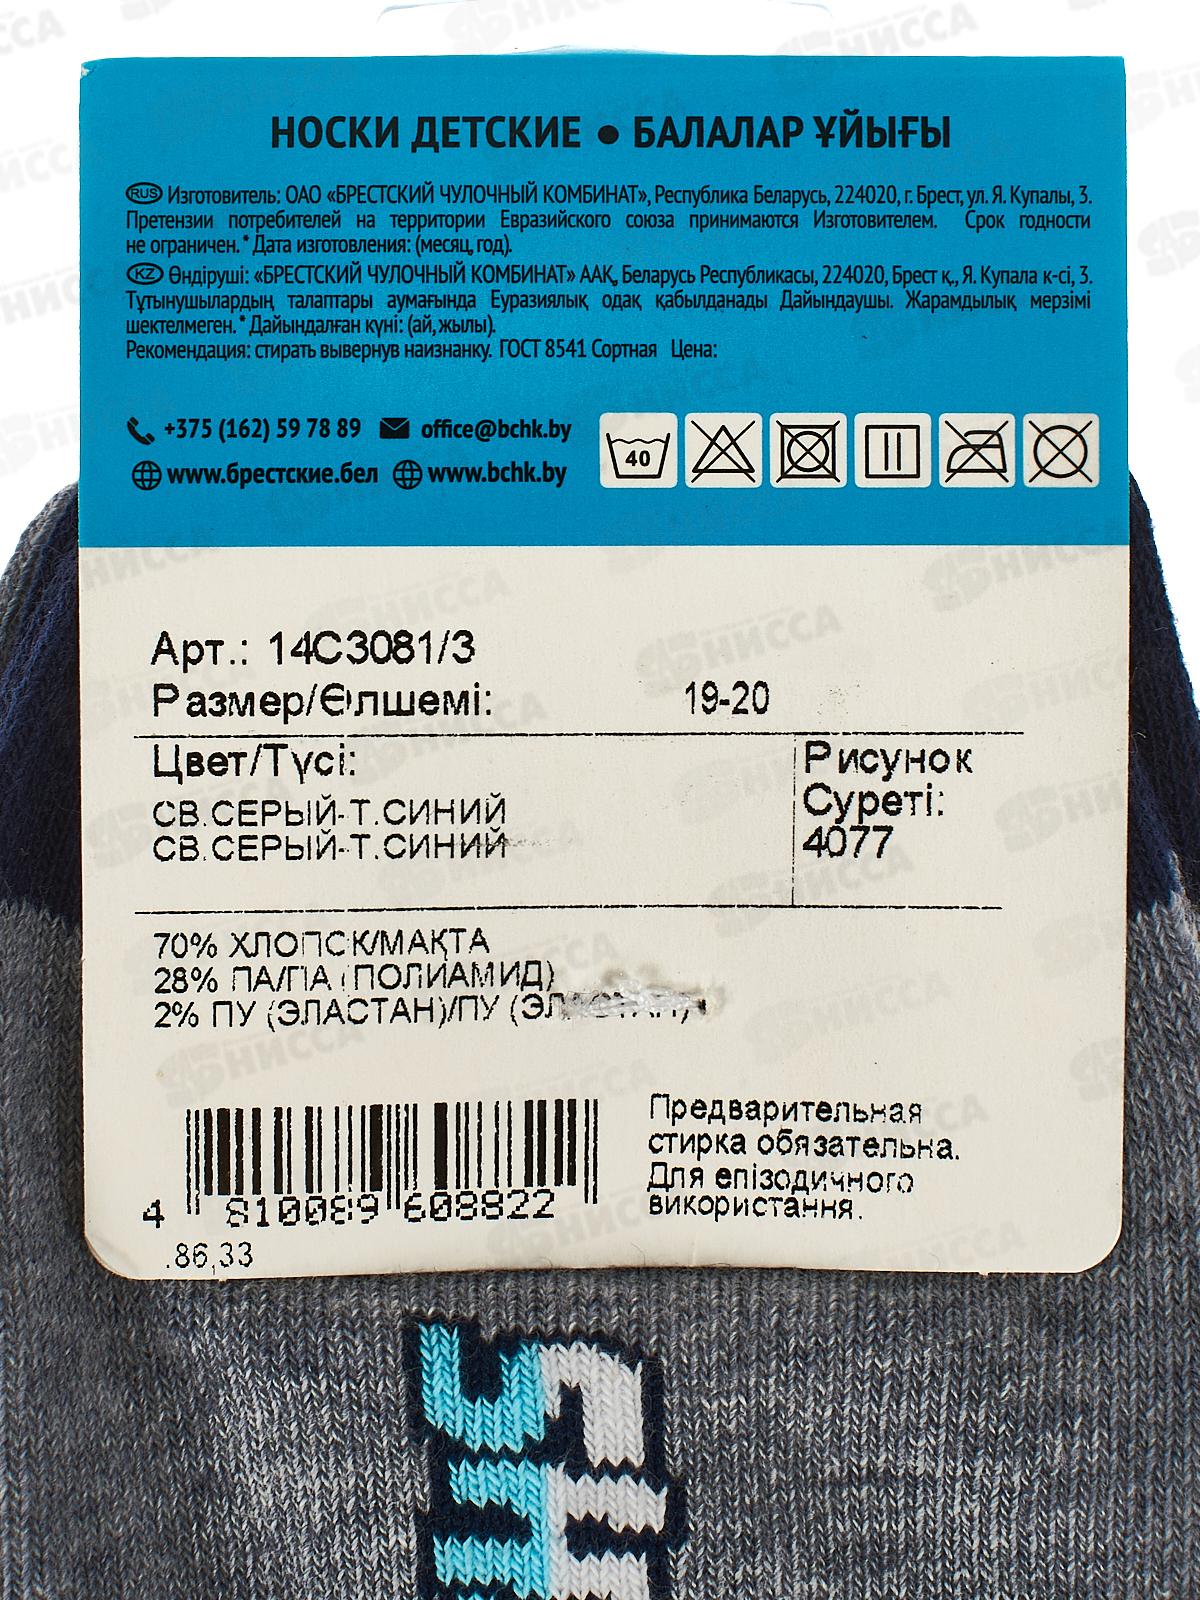 НОСКИ ДЕТСКИЕ ● БАЛАЛАР ҰЙЫҒЫ
RUS Изготовитель: ОАО «БРЕСТСКИЙ ЧУЛОЧНЫЙ КОМБИНАТ», Республика Беларусь, 224020, г. Брест, ул. Я. Купалы, 3.
Претензии потребителей на территории Евразийского союза принимаются Изготовителем. Срок годности
не ограничен.* Дата изготовления: (месяц, год).
KZ Өндіруші: «БРЕСТСКИЙ ЧУЛОЧНЫЙ КОМБИНАТ» ААҚ, Беларусь Республикасы, 224020, Брест қ., Я. Купала к-сі, 3.
Тұтынушылардың талаптары аумағында Еуразиялық одақ қабылданады Дайындаушы. Жарамдылық мерзімі
шектелмеген.* Дайындалған күні: (ай, жылы).
Рекомендация: стирать вывернув наизнанку. ГОСТ 8541 Сортная Цена:
+375 (162) 59 78 89 office@bchk.by
www.брестские.бел www.bchk.by
40
Арт.: 14С3081/3
Размер/Өлшемі: 19-20
Цвет/Түсі:
СВ.СЕРЫЙ-Т.СИНИЙ
СВ.СЕРЫЙ-Т.СИНИЙ
Рисунок
Суреті:
4077
70% ХЛОПОК/МАҚТА
28% ПА/ПА (ПОЛИАМИД)
2% ПУ (ЭЛАСТАН)/ПУ (ЭЛАСТАН)
4 810089 608822
.86,33
Предварительная
стирка обязательна.
Для епізодичного
використання.
НИССА